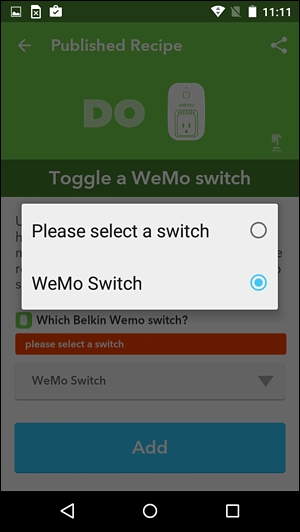 11:11
Published Recipe
DO
Toggle a WeMo switch
Please select a switch
WeMo Switch
Which Belkin Wemo switch?
please select a switch
WeMo Switch
Add